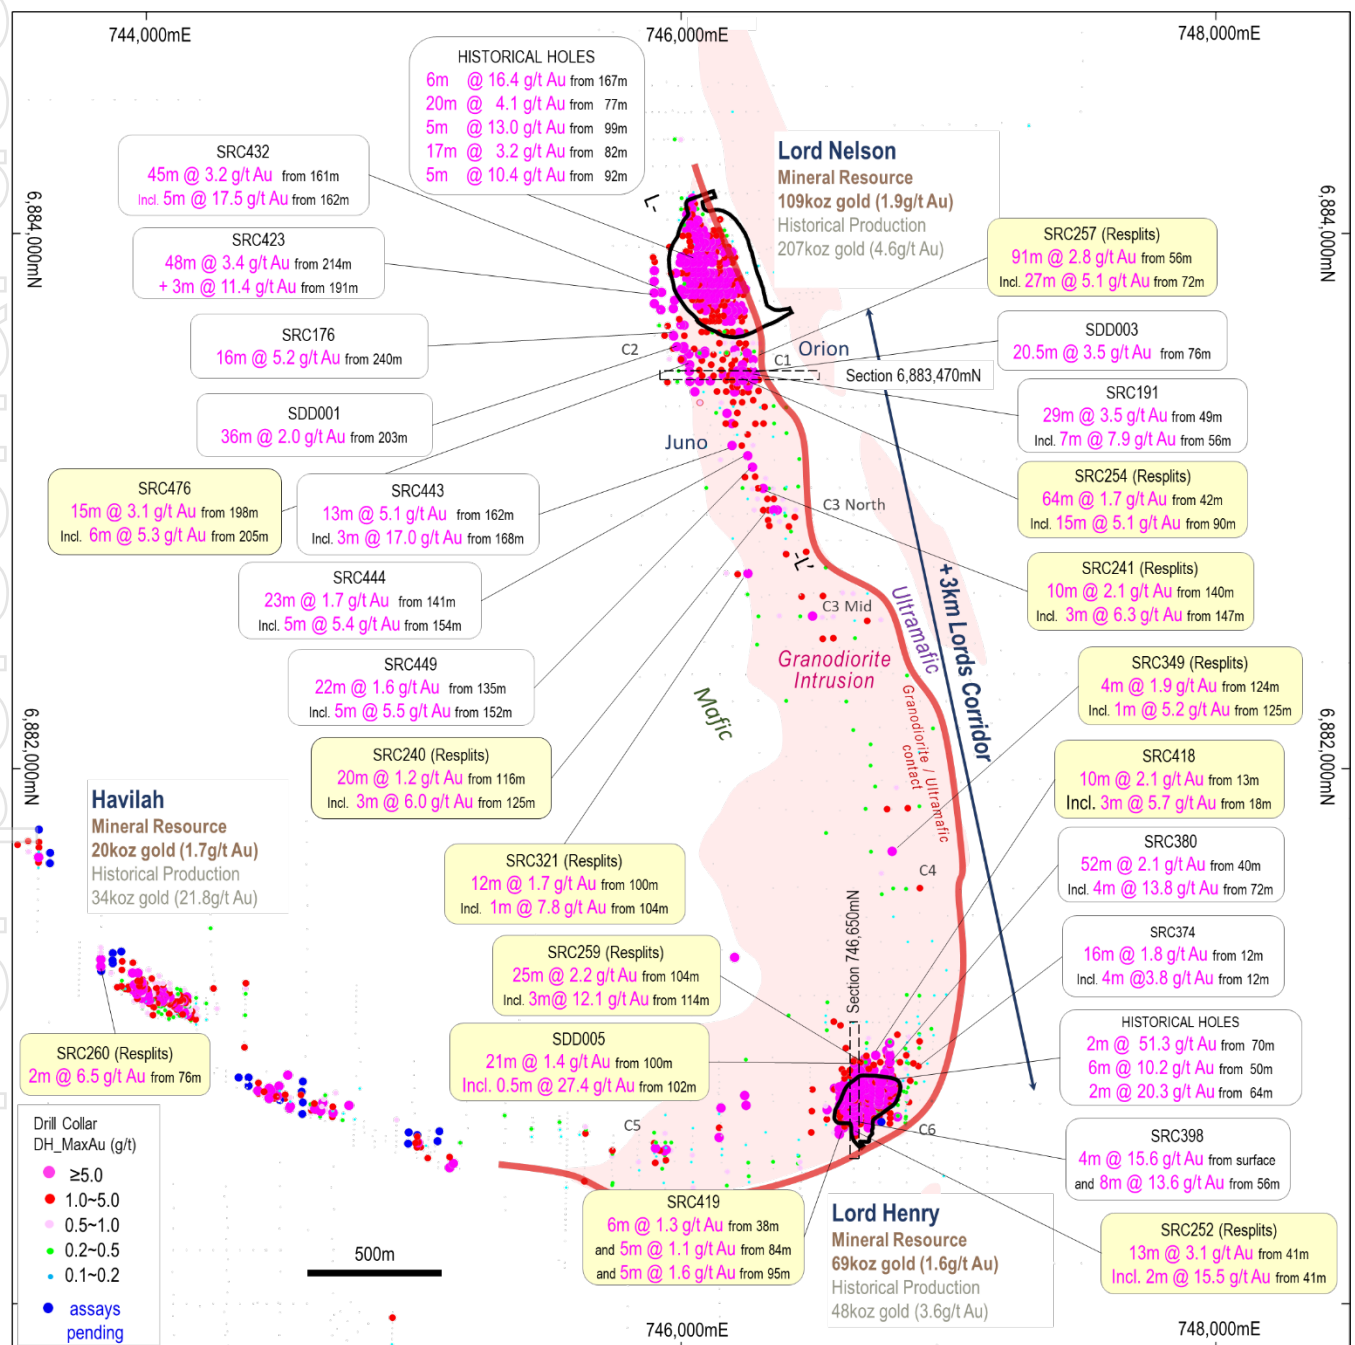 744,000mE
746,000mE
748,000mE
HISTORICAL HOLES
6m @ 16.4 g/t Au from 167m
20m @ 4.1 g/t Au from 77m
5m @ 13.0 g/t Au from 99m
17m @ 3.2 g/t Au from 82m
5m @ 10.4 g/t Au from 92m
SRC432
45m @ 3.2 g/t Au from 161m
Incl. 5m @ 17.5 g/t Au from 162m
Lord Nelson
Mineral Resource
109koz gold (1.9g/t Au)
Historical Production
207koz gold (4.6g/t Au)
6,884,000mN
6,884,000mN
SRC423
48m @ 3.4 g/t Au from 214m
+ 3m @ 11.4 g/t Au from 191m
L-
SRC257 (Resplits)
91m @ 2.8 g/t Au from 56m
Incl. 27m @ 5.1 g/t Au from 72m
SRC176
16m @ 5.2 g/t Au from 240m
C2
C1
Orion
SDD003
20.5m @ 3.5 g/t Au from 76m
Section 6,883,470mN
SDD001
36m @ 2.0 g/t Au from 203m
Juno
SRC191
29m @ 3.5 g/t Au from 49m
Incl. 7m @ 7.9 g/t Au from 56m
SRC476
15m @ 3.1 g/t Au from 198m
Incl. 6m @ 5.3 g/t Au from 205m
SRC443
13m @ 5.1 g/t Au from 162m
Incl. 3m @ 17.0 g/t Au from 168m
C3 North
SRC254 (Resplits)
64m @ 1.7 g/t Au from 42m
Incl. 15m @ 5.1 g/t Au from 90m
-L'
SRC444
23m @ 1.7 g/t Au from 141m
Incl. 5m @ 5.4 g/t Au from 154m
C3 Mid
Ultramafic
+3km Lords Corridor
SRC241 (Resplits)
10m @ 2.1 g/t Au from 140m
Incl. 3m @ 6.3 g/t Au from 147m
SRC449
22m @ 1.6 g/t Au from 135m
Incl. 5m @ 5.5 g/t Au from 152m
Granodiorite
Intrusion
Mafic
Granodiorite / Ultramafic
contact
SRC349 (Resplits)
4m @ 1.9 g/t Au from 124m
Incl. 1m @ 5.2 g/t Au from 125m
6,882,000mN
6,882,000mN
SRC240 (Resplits)
20m @ 1.2 g/t Au from 116m
Incl. 3m @ 6.0 g/t Au from 125m
SRC418
10m @ 2.1 g/t Au from 13m
Incl. 3m @ 5.7 g/t Au from 18m
Havilah
Mineral Resource
20koz gold (1.7g/t Au)
Historical Production
34koz gold (21.8g/t Au)
SRC321 (Resplits)
12m @ 1.7 g/t Au from 100m
Incl. 1m @ 7.8 g/t Au from 104m
C4
SRC380
52m @ 2.1 g/t Au from 40m
Incl. 4m @ 13.8 g/t Au from 72m
Section 746,650mN
SRC259 (Resplits)
25m @ 2.2 g/t Au from 104m
Incl. 3m@ 12.1 g/t Au from 114m
SRC374
16m @ 1.8 g/t Au from 12m
Incl. 4m @3.8 g/t Au from 12m
SDD005
21m @ 1.4 g/t Au from 100m
Incl. 0.5m @ 27.4 g/t Au from 102m
HISTORICAL HOLES
2m @ 51.3 g/t Au from 70m
6m @ 10.2 g/t Au from 50m
2m @ 20.3 g/t Au from 64m
SRC260 (Resplits)
2m @ 6.5 g/t Au from 76m
C5
C6
SRC398
4m @ 15.6 g/t Au from surface
and 8m @ 13.6 g/t Au from 56m
Drill Collar
DH_MaxAu (g/t)
≥5.0
1.0~5.0
0.5~1.0
0.2~0.5
0.1~0.2
assays
pending
500m
SRC419
6m @ 1.3 g/t Au from 38m
and 5m @ 1.1 g/t Au from 84m
and 5m @ 1.6 g/t Au from 95m
Lord Henry
Mineral Resource
69koz gold (1.6g/t Au)
Historical Production
48koz gold (3.6g/t Au)
SRC252 (Resplits)
13m @ 3.1 g/t Au from 41m
Incl. 2m @ 15.5 g/t Au from 41m
746,000mE
748,000mE